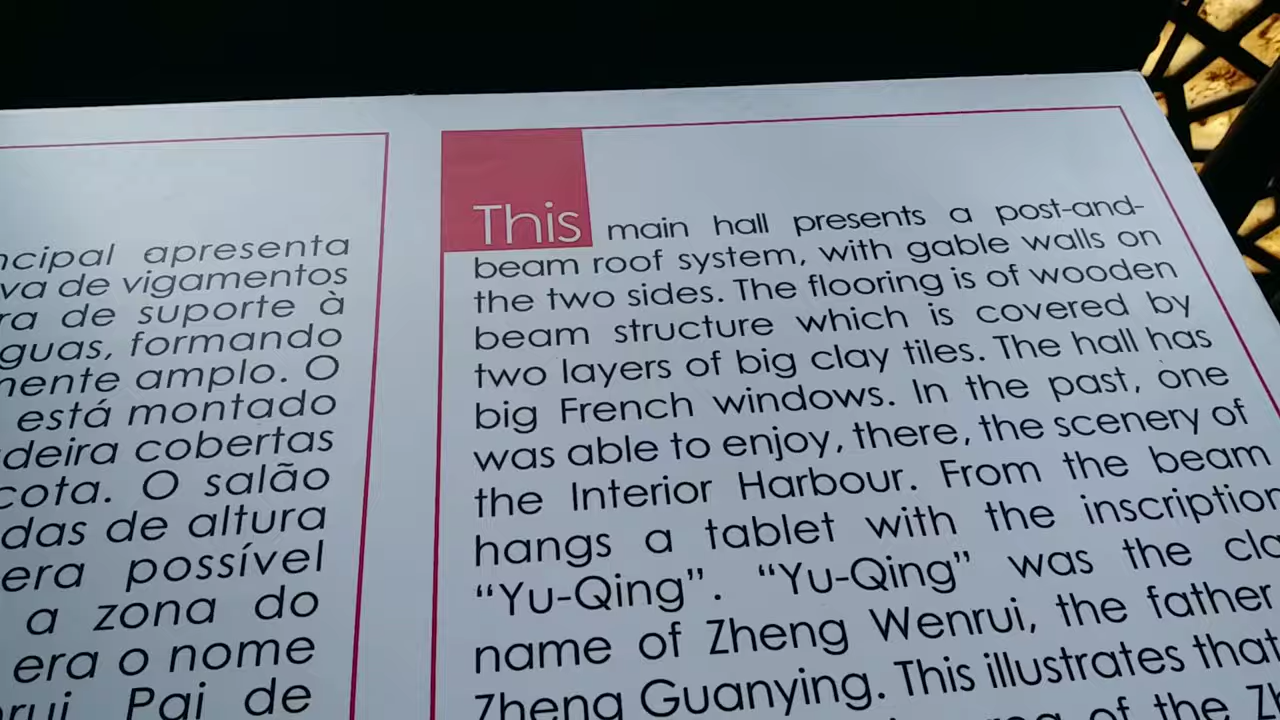 apresenta
va de vigamentos
ra de suporte à
guas, formando
mente amplo. O
está montado
deira cobertas
cota. O salão
das de altura
era possível
a zona do
era o nome
Pai de
This main hall presents a post-and-
beam roof system, with gable walls on
the two sides. The flooring is of wooden
beam structure which is covered by
two layers of big clay tiles. The hall has
big French windows. In the past, one
was able to enjoy, there, the scenery of
the Interior Harbour. From the beam
hangs a tablet with the inscription
“Yu-Qing”. “Yu-Qing” was the
name of Zheng Wenrui, the father
Zheng Guanying. This illustrates that
of the